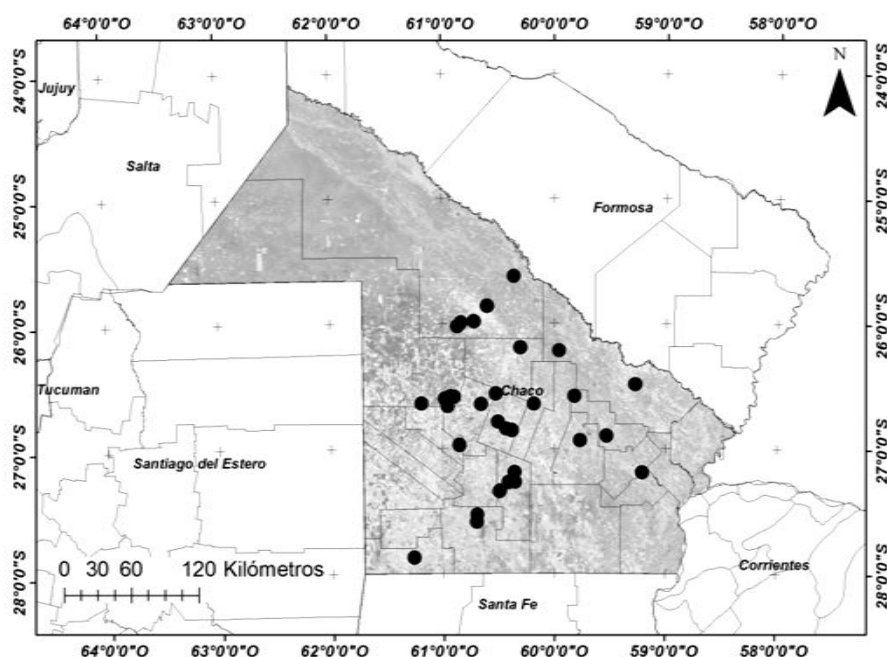 64°0'0"O 63°0'0"O 62°0'0"O 61°0'0"O 60°0'0"O 59°0'0"O 58°0'0"O
24°0'0"S
25°0'0"S
26°0'0"S
27°0'0"S
28°0'0"S
N
24°0'0"S
25°0'0"S
26°0'0"S
27°0'0"S
28°0'0"S
Jujuy
Salta
Formosa
Tucuman
Chaco
Santiago del Estero
Corrientes
Santa Fe
0 30 60 120 Kilómetros
64°0'0"O 63°0'0"O 62°0'0"O 61°0'0"O 60°0'0"O 59°0'0"O 58°0'0"O